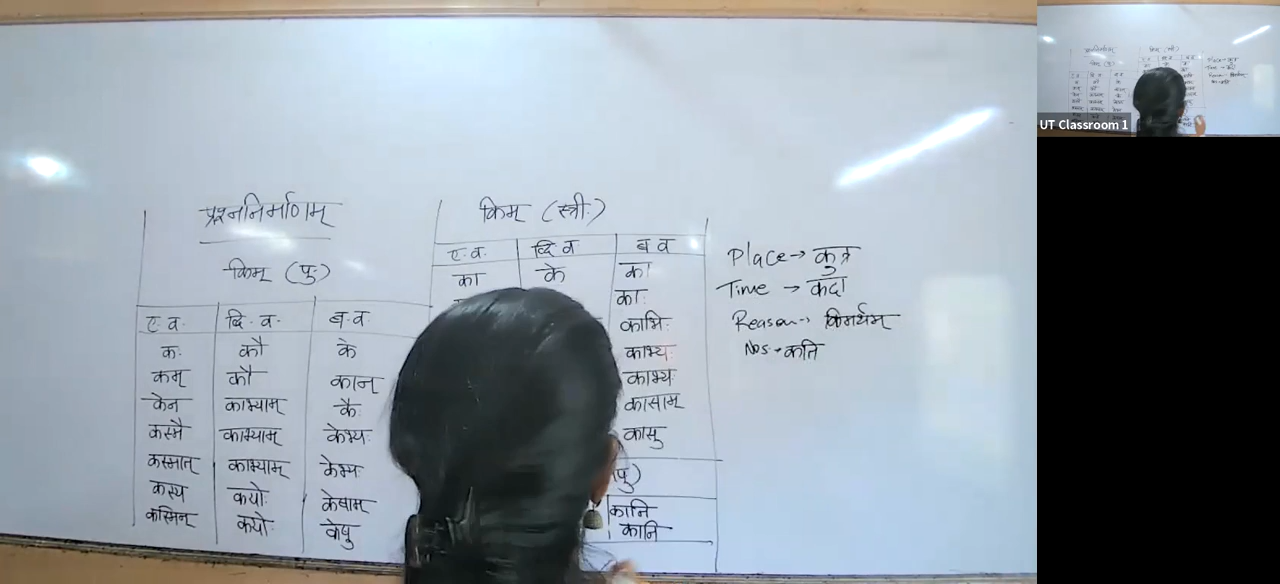 प्रश्ननिर्माणम्
किम् (पुः)
ए. व. द्वि. व. ब. व.
कः कौ के
कम् कौ कान्
केन काभ्याम् कैः
कस्मै काभ्याम् केभ्यः
कस्मात् काभ्याम् केभ्यः
कस्य कयोः केषाम्
कस्मिन् कयोः केषु
किम् (स्त्रीः)
ए. व. द्वि व ब व
का के काः
काः
काभिः
काभ्यः
काभ्यः
कासाम्
कासु
कानि
कानि
Place → कुत्र
Time → कदा
Reason → किमर्थम्
Nos → कति
UT Classroom 1